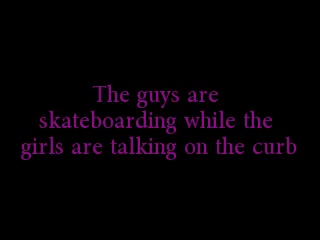 The guys are
skateboarding while the
girls are talking on the curb